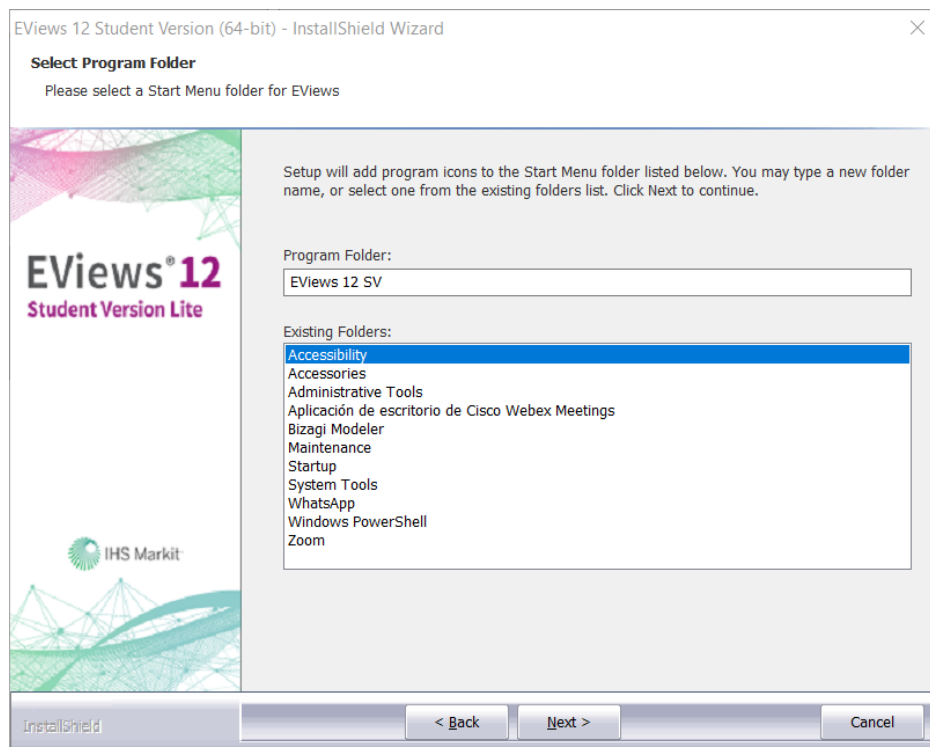 EViews 12 Student Version (64-bit) - InstallShield Wizard
Select Program Folder
Please select a Start Menu folder for EViews
Setup will add program icons to the Start Menu folder listed below. You may type a new folder
name, or select one from the existing folders list. Click Next to continue.
EViews®12
Student Version Lite
Program Folder:
EViews 12 SV
Existing Folders:
Accessibility
Accessories
Administrative Tools
Aplicación de escritorio de Cisco Webex Meetings
Bizagi Modeler
Maintenance
Startup
System Tools
WhatsApp
Windows PowerShell
Zoom
IHS Markit
InstallShield
< Back
Next >
Cancel